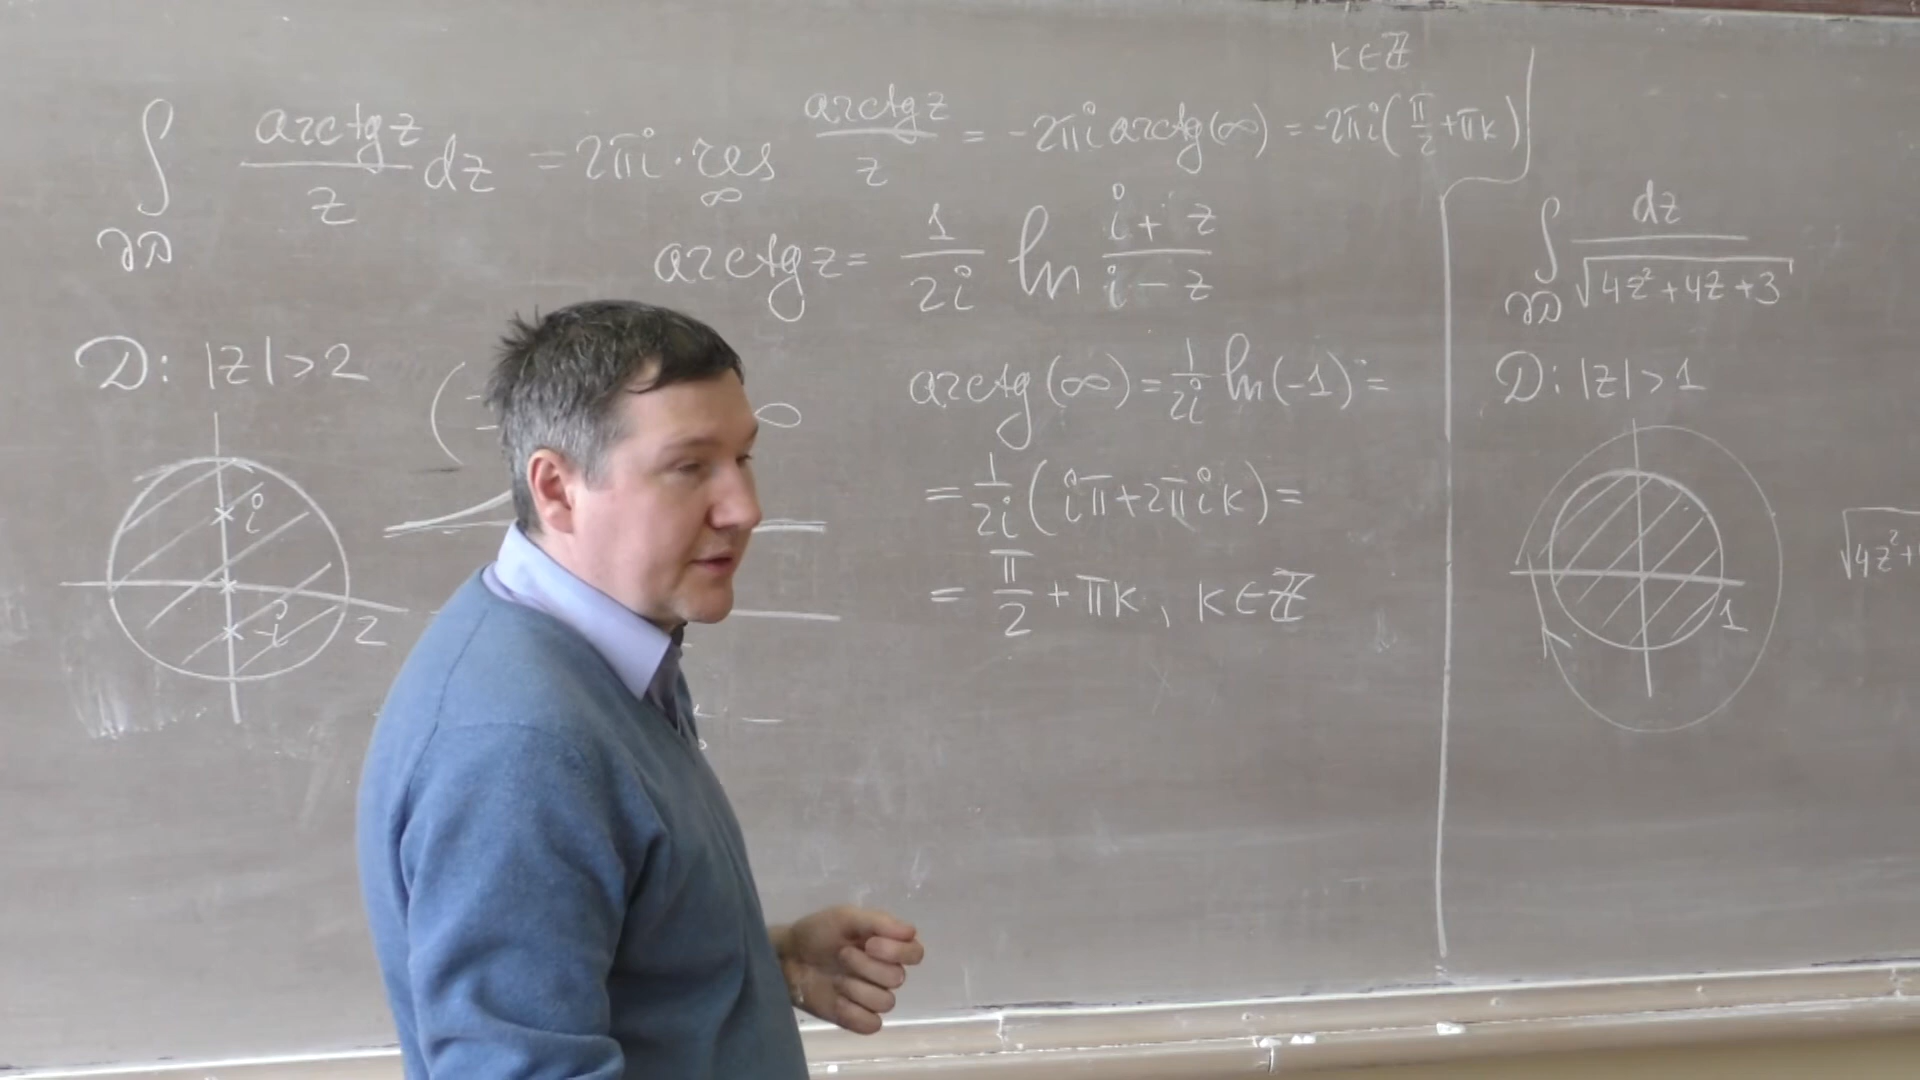 k∈ℤ
∫ arctg z / z dz = 2πi · res arctg z / z = -2πi arctg(∞) = -2πi(π/2 + πk)
∂D ∞
arctg z = 1/2i ln i + z / i - z
D: |z| > 2
( - ∞
arctg(∞) = 1/2i ln(-1) =
= 1/2i (iπ + 2πik) =
= π/2 + πk, k∈ℤ
i
-i
2
∫ dz / √4z² + 4z + 3
∂D
D: |z| > 1
1
√4z² +